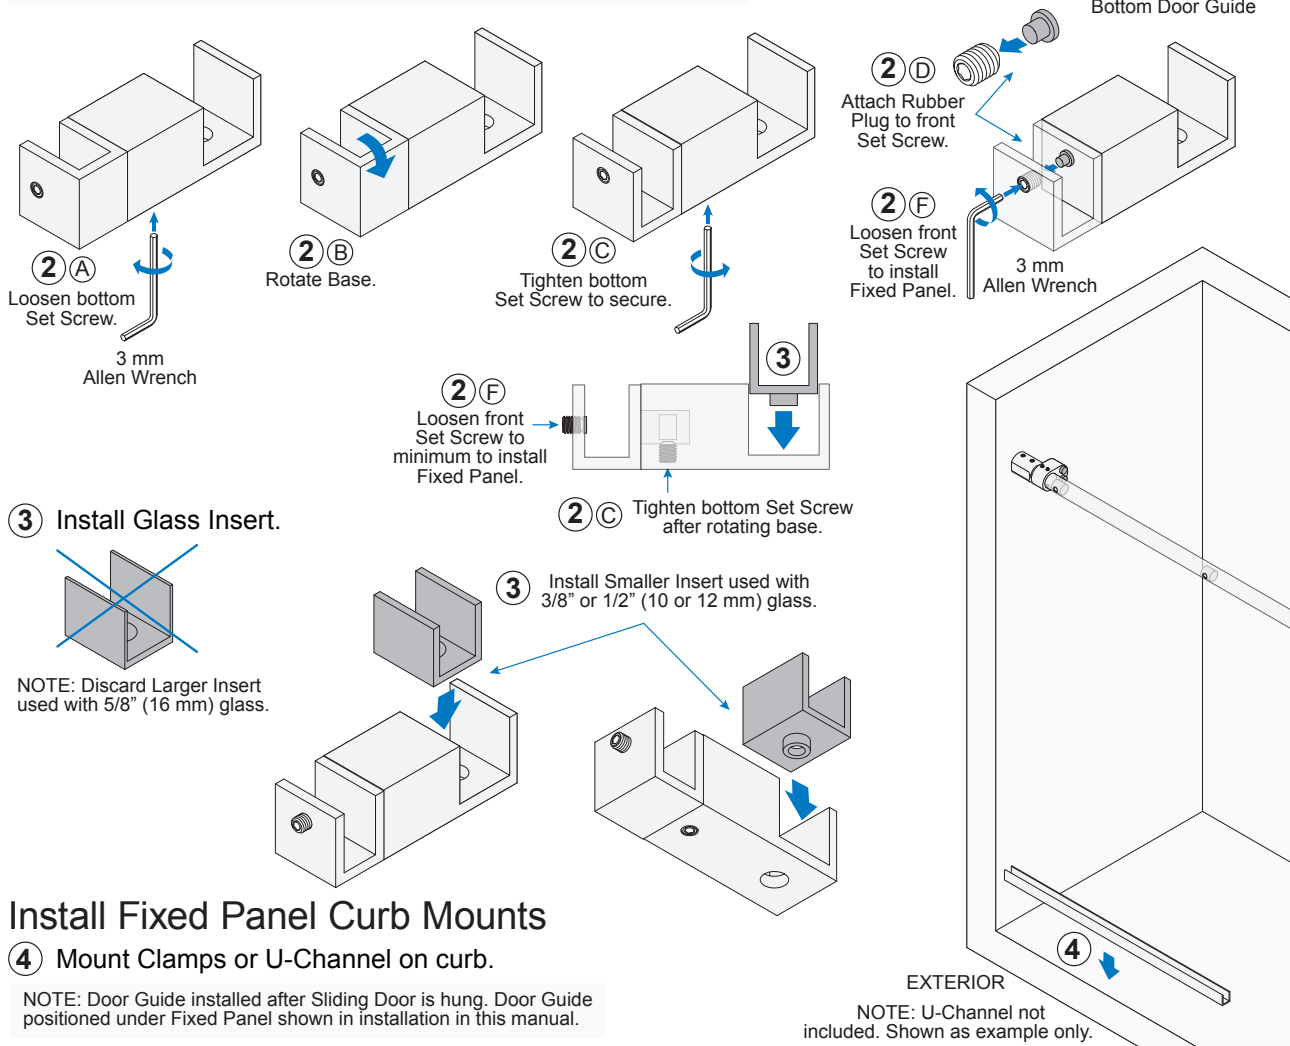 Bottom Door Guide
2 A
Loosen bottom
Set Screw.
3 mm
Allen Wrench
2 B
Rotate Base.
2 C
Tighten bottom
Set Screw to secure.
2 D
Attach Rubber
Plug to front
Set Screw.
2 F
Loosen front
Set Screw
to install
Fixed Panel.
3 mm
Allen Wrench
3
2 F
Loosen front
Set Screw to
minimum to install
Fixed Panel.
2 C
Tighten bottom Set Screw
after rotating base.
3 Install Glass Insert.
NOTE: Discard Larger Insert
used with 5/8” (16 mm) glass.
3
Install Smaller Insert used with
3/8” or 1/2” (10 or 12 mm) glass.
Install Fixed Panel Curb Mounts
4 Mount Clamps or U-Channel on curb.
NOTE: Door Guide installed after Sliding Door is hung. Door Guide
positioned under Fixed Panel shown in installation in this manual.
4
EXTERIOR
NOTE: U-Channel not
included. Shown as example only.